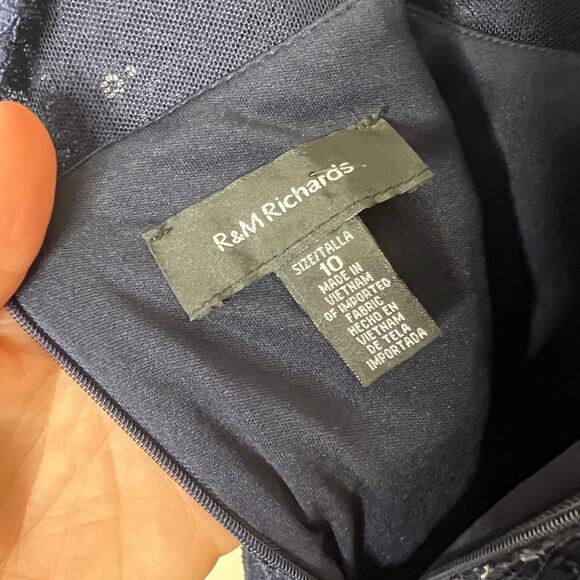 R&M Richards
SIZE/TALLA
10
MADE IN
VIETNAM
OF IMPORTED
FABRIC
HECHO EN
VIETNAM
DE TELA
IMPORTADA